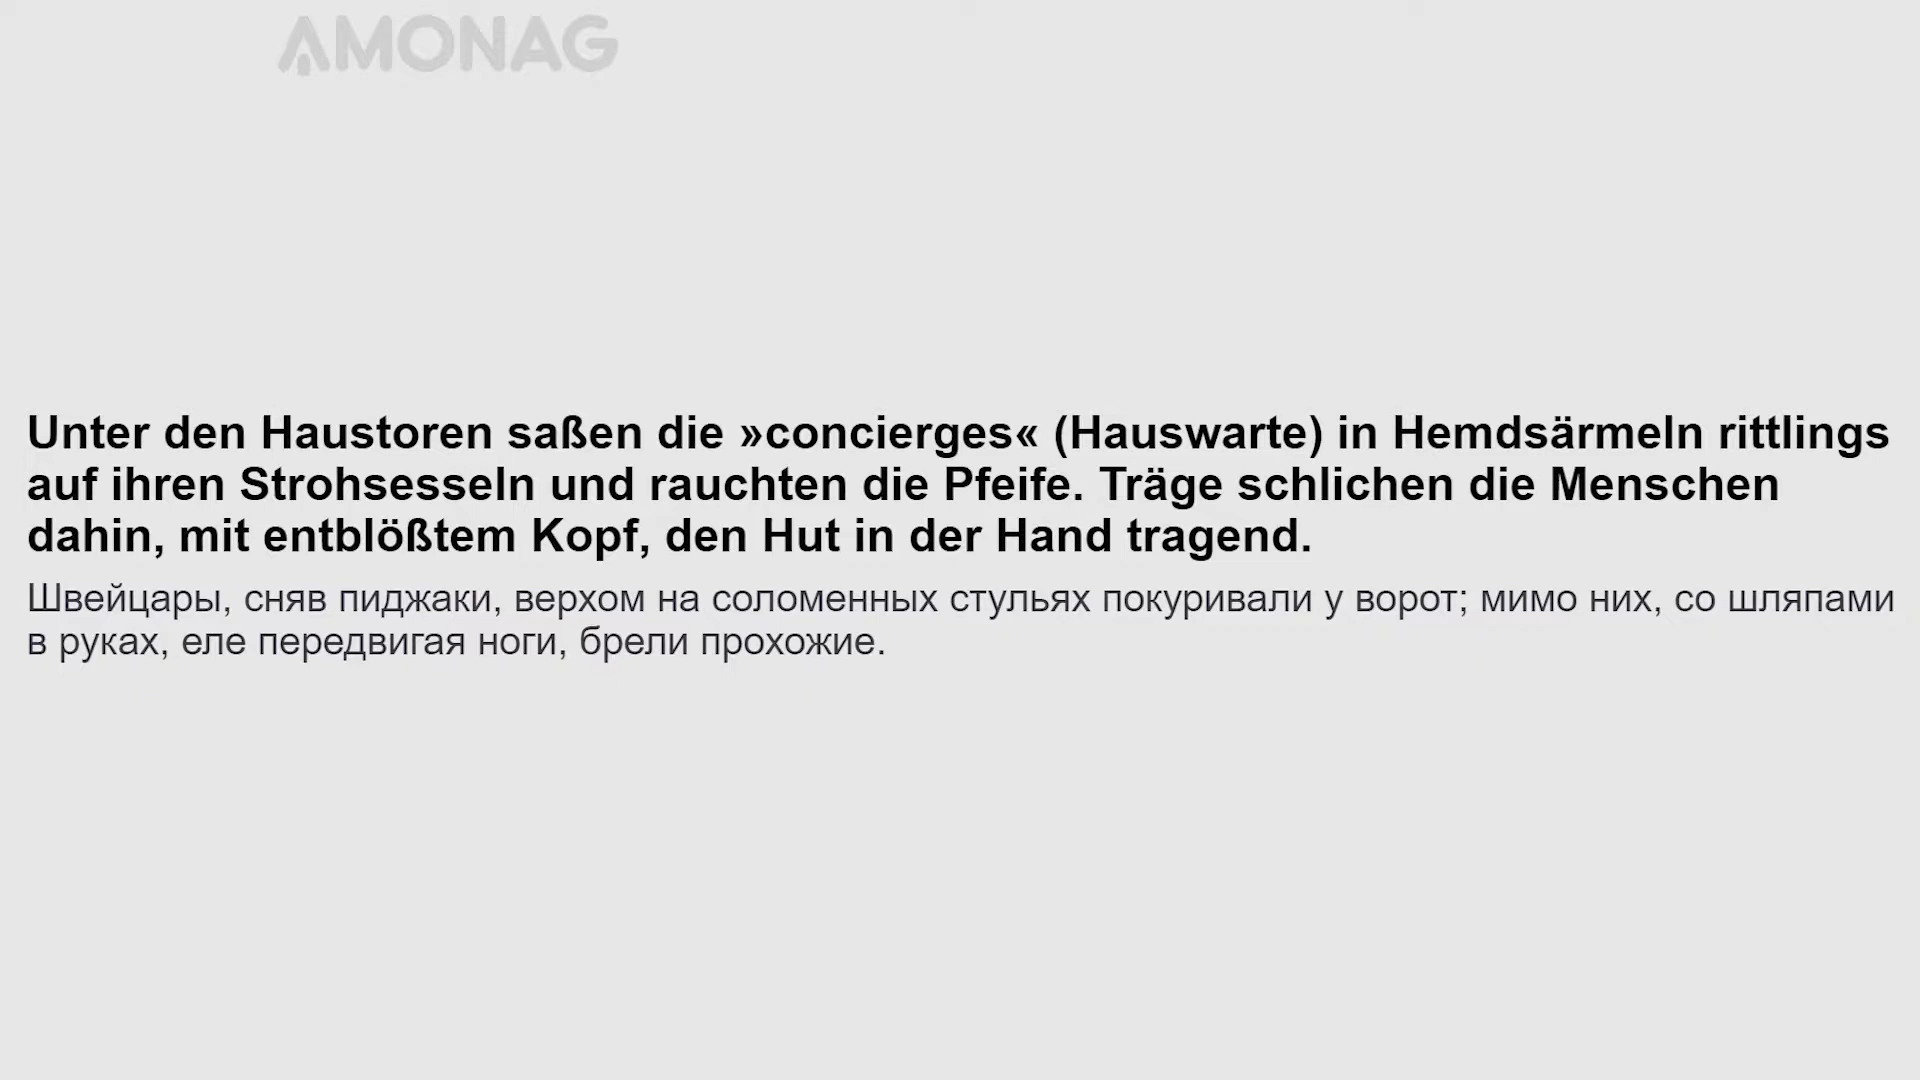 AMONAG
Unter den Haustoren saßen die »concierges« (Hauswarte) in Hemdsärmeln rittlings
auf ihren Strohsesseln und rauchten die Pfeife. Träge schlichen die Menschen
dahin, mit entblößtem Kopf, den Hut in der Hand tragend.
Швейцары, сняв пиджаки, верхом на соломенных стульях покуривали у ворот; мимо них, со шляпами
в руках, еле передвигая ноги, брели прохожие.